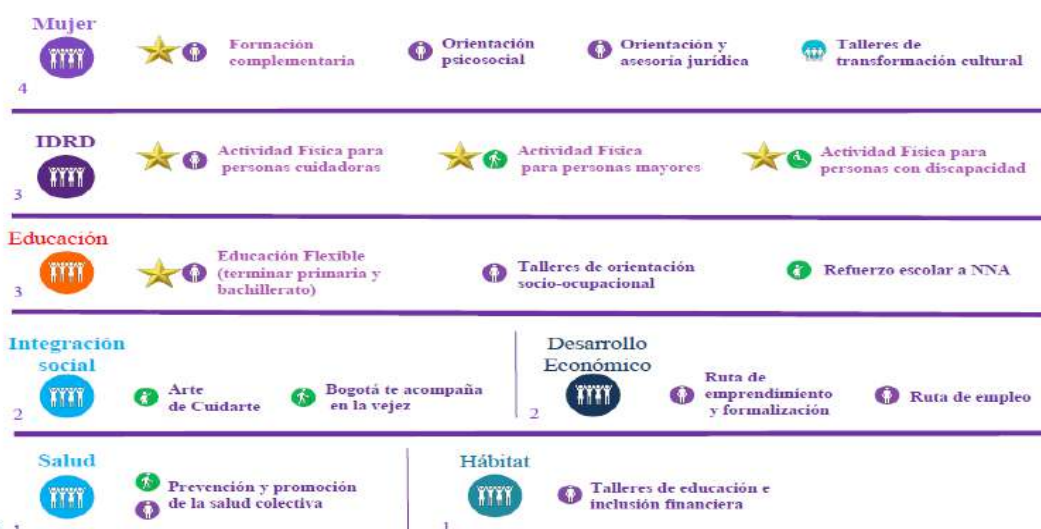 Mujer
4
Formación
complementaria
Orientación
psicosocial
Orientación y
asesoría jurídica
Talleres de
transformación cultural
IDRD
3
Actividad Física para
personas cuidadoras
Actividad Física
para personas mayores
Actividad Física para
personas con discapacidad
Educación
3
Educación Flexible
(terminar primaria y
bachillerato)
Talleres de orientación
socio-ocupacional
Refuerzo escolar a NNA
Integración
social
2
Arte
de Cuidarte
Bogotá te acompaña
en la vejez
Desarrollo
Económico
2
Ruta de
emprendimiento
y formalización
Ruta de empleo
Salud
1
Prevención y promoción
de la salud colectiva
Hábitat
1
Talleres de educación e
inclusión financiera